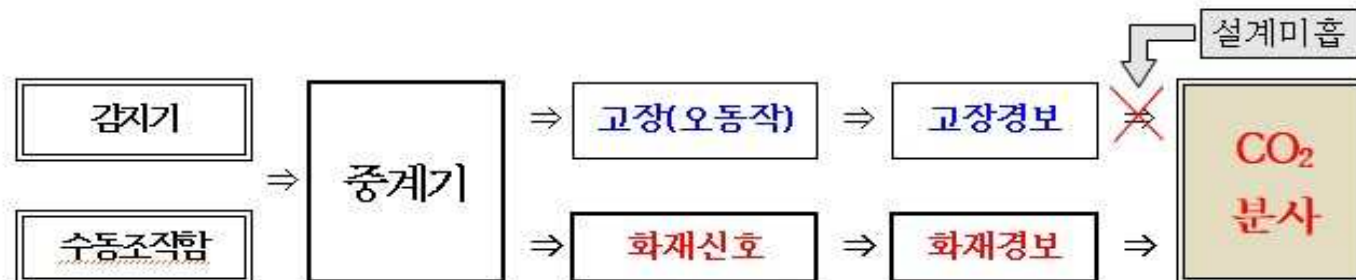 설계미흡
감지기
중계기
⇒ 고장(오동작) ⇒ 고장경보 ⇒
CO₂
분사
수동조작함
⇒
⇒ 화재신호 ⇒ 화재경보 ⇒